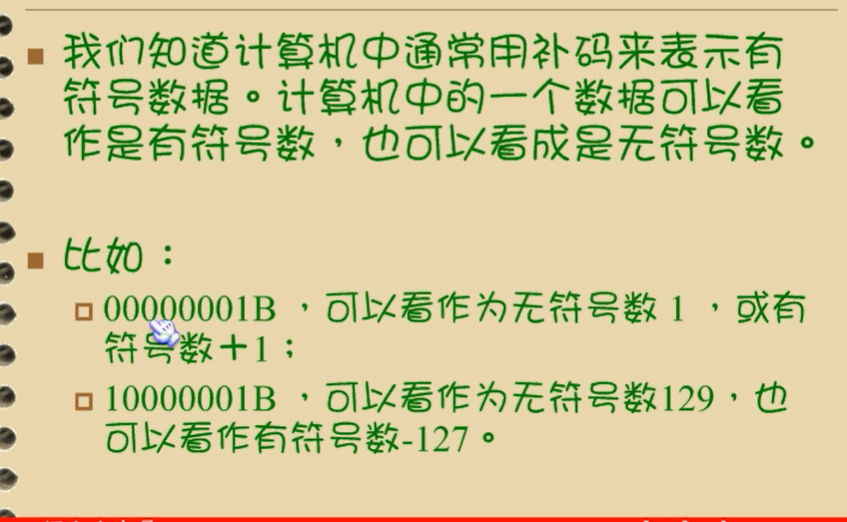 我们知道计算机中通常用补码来表示有
符号数据。计算机中的一个数据可以看
作是有符号数，也可以看成是无符号数。
比如：
00000001B ，可以看作为无符号数 1 ，或有
符号数＋1；
10000001B ，可以看作为无符号数129，也
可以看作有符号数-127。